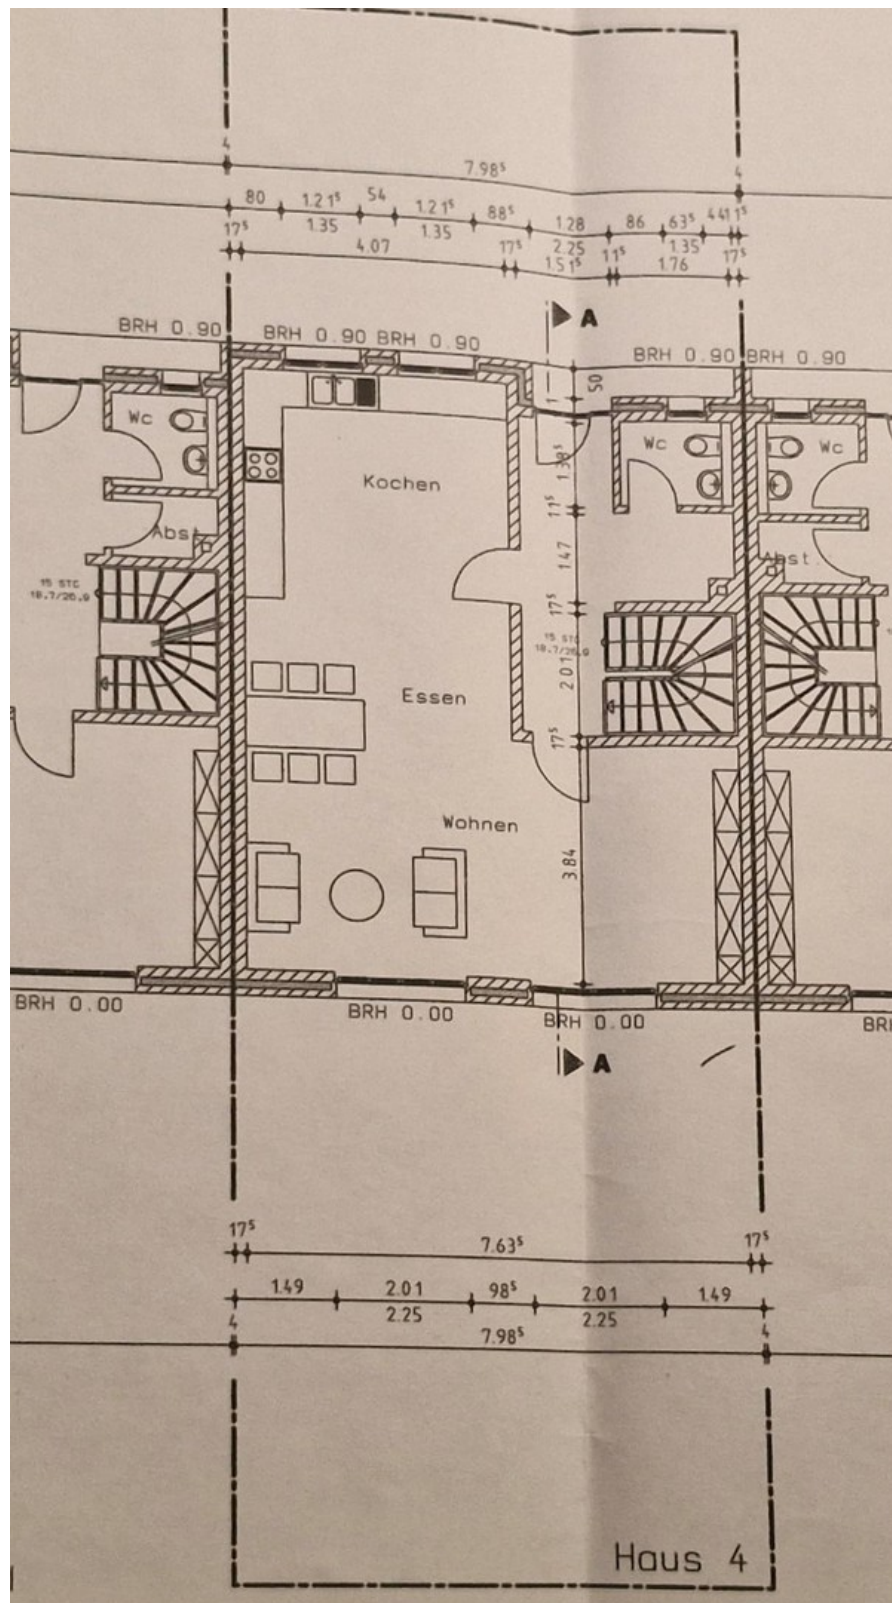 4
7.98⁵
4
80 1.21⁵ 54 1.21⁵ 88⁵ 1.28 86 63⁵ 44 11⁵
1.35 1.35 2.25 1.35
17⁵ 4.07 17⁵ 1.51⁵ 11⁵ 1.76 17⁵
A
BRH 0.90 BRH 0.90 BRH 0.90 BRH 0.90 BRH 0.90
50
Wc Wc Wc
1.38⁵
Kochen
11⁵
Abst. Abst.
1.47
15 STG
18.7/26.9
17⁵
15 STG
18.7/26.9
2.01
Essen
17⁵
Wohnen
3.84
BRH 0.00 BRH 0.00 BRH 0.00 BRH
A
17⁵ 7.63⁵ 17⁵
1.49 2.01 98⁵ 2.01 1.49
2.25 2.25
4 7.98⁵ 4
Haus 4